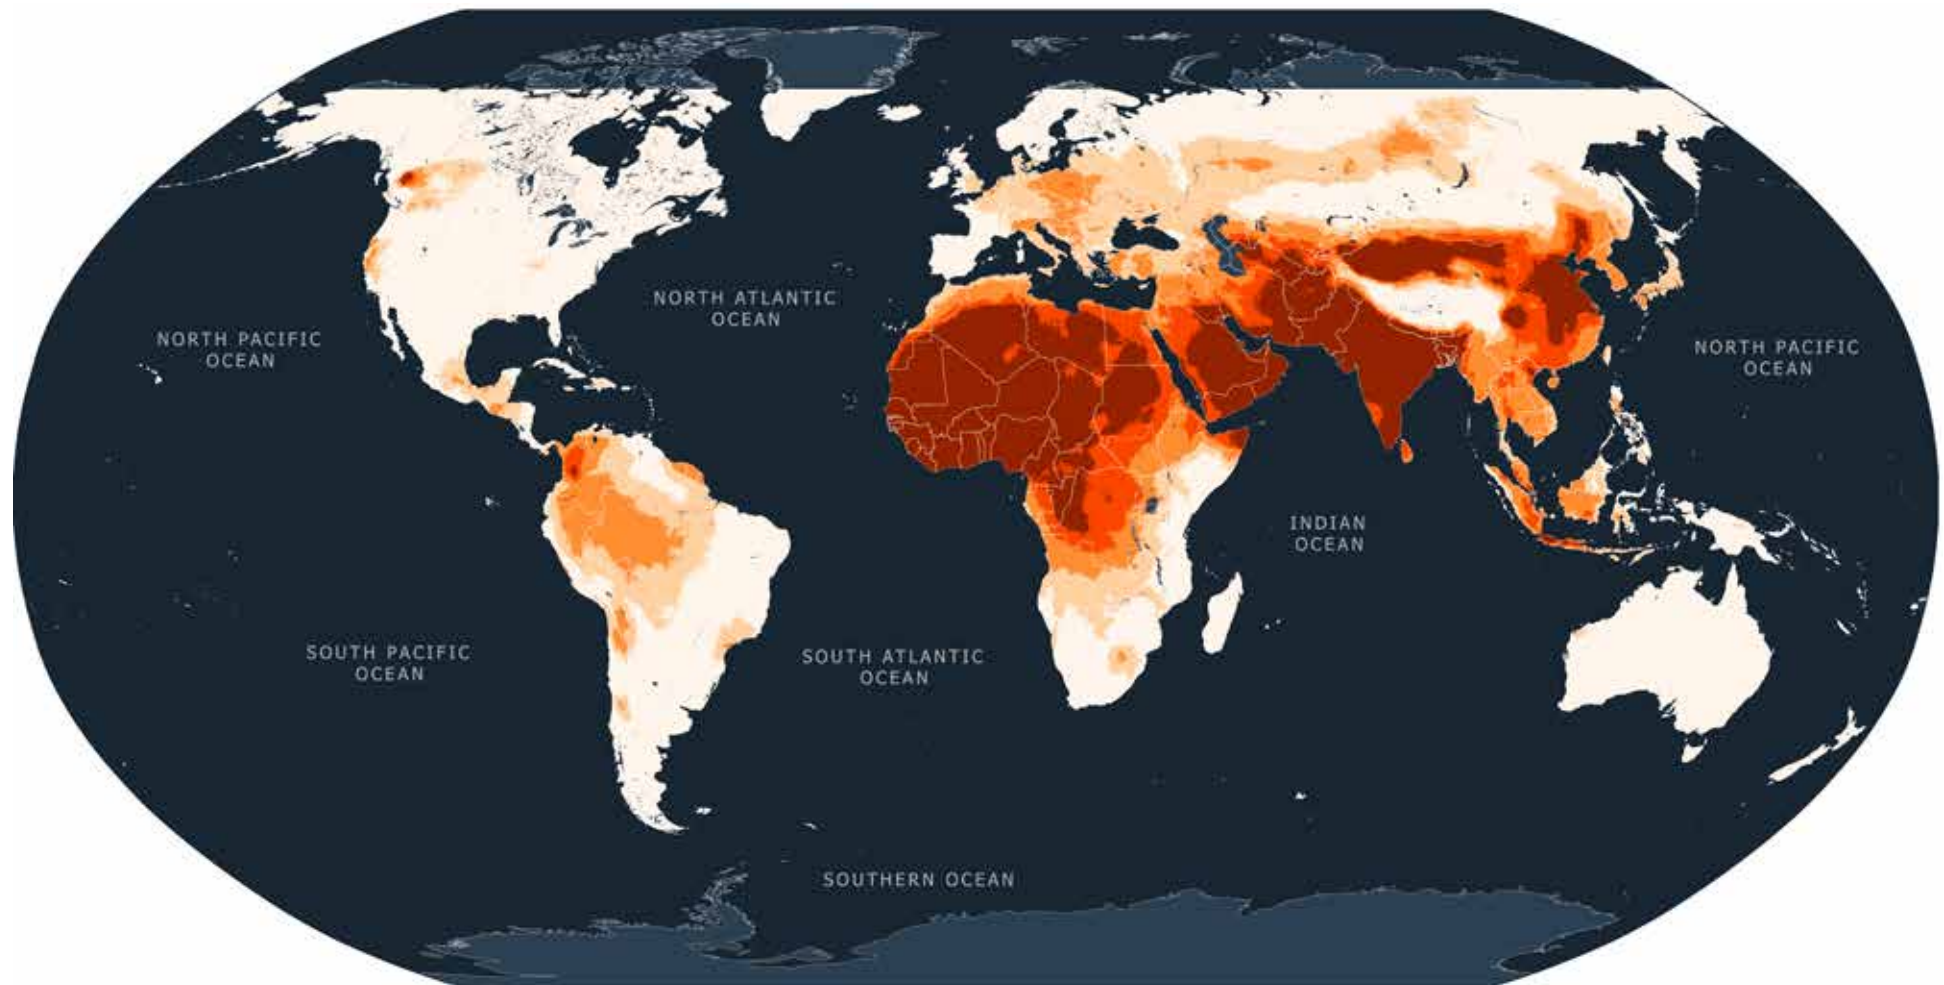 NORTH ATLANTIC
OCEAN
NORTH PACIFIC
OCEAN
NORTH PACIFIC
OCEAN
INDIAN
OCEAN
SOUTH PACIFIC
OCEAN
SOUTH ATLANTIC
OCEAN
SOUTHERN OCEAN